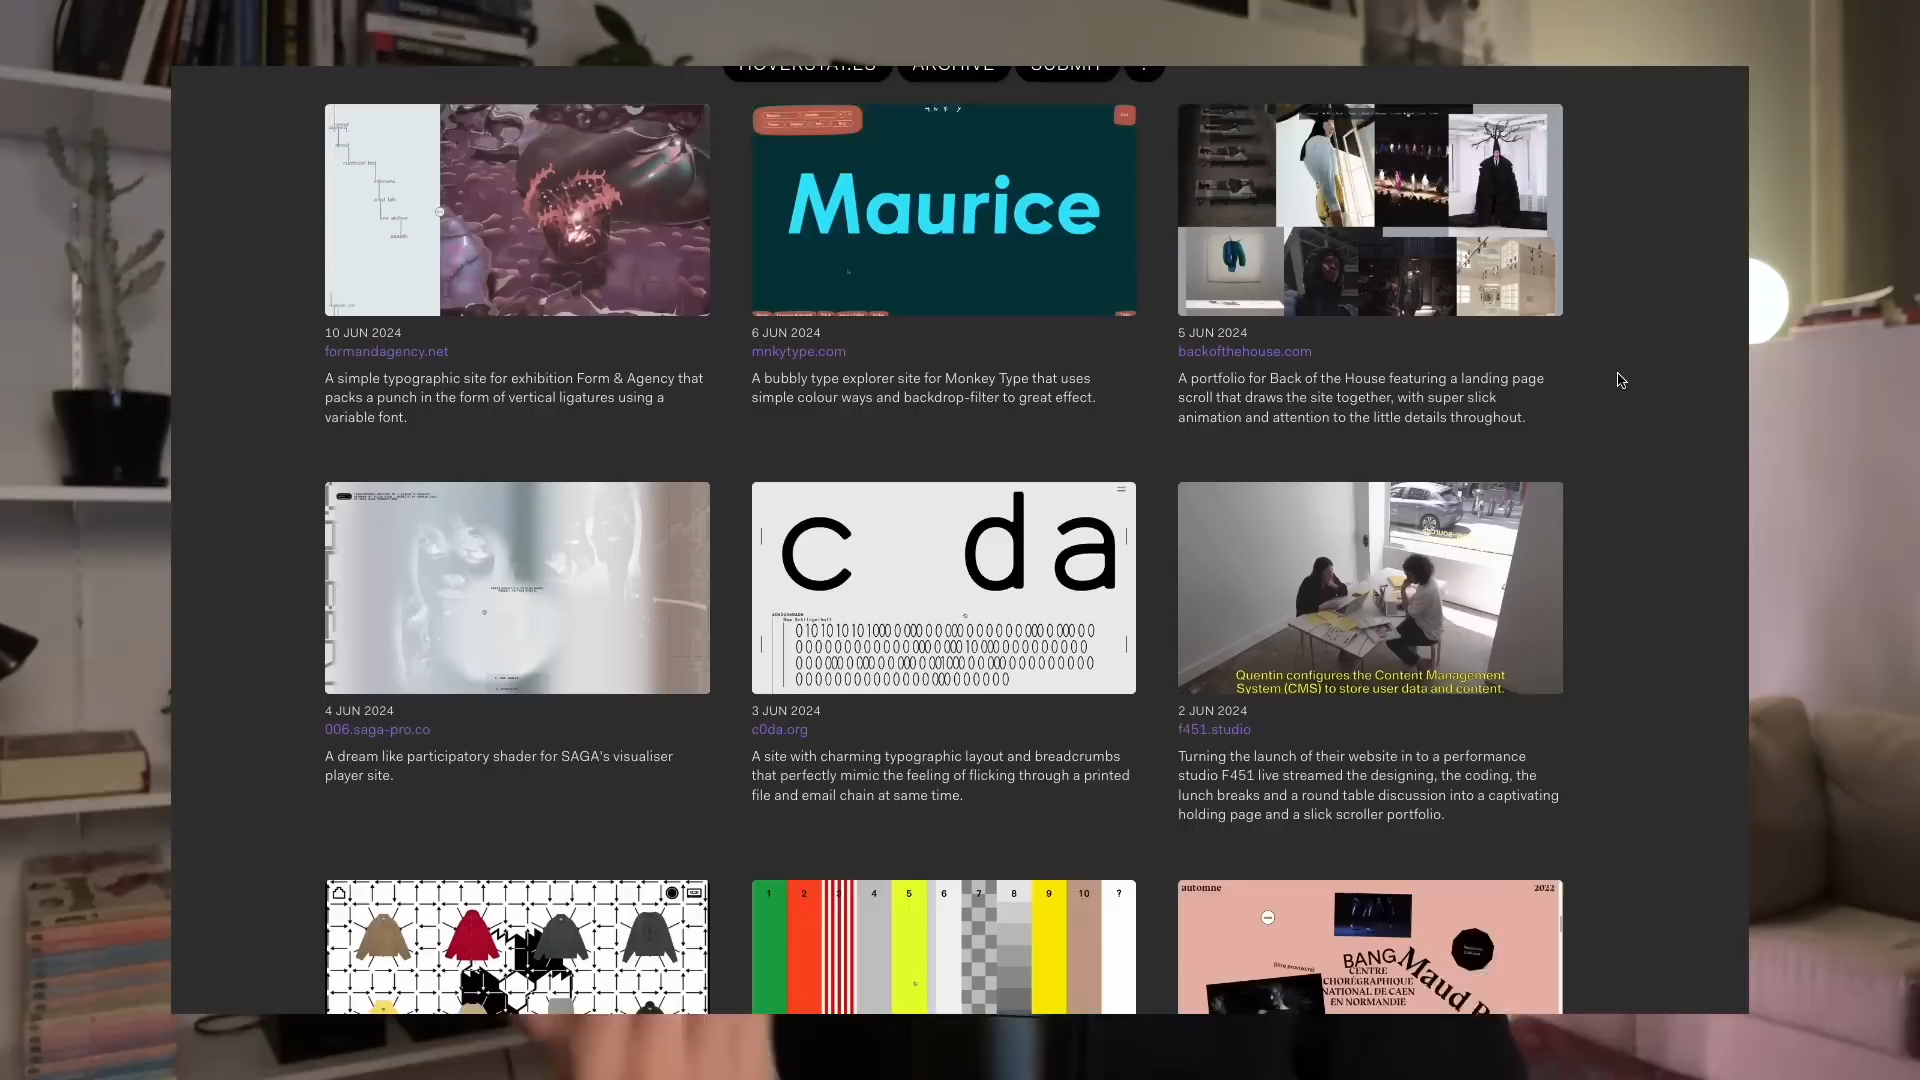 HOVERSTAT.ES ARCHIVE SUBMIT ?
Maurice
10 JUN 2024
formandagency.net
A simple typographic site for exhibition Form & Agency that
packs a punch in the form of vertical ligatures using a
variable font.
6 JUN 2024
mnkytype.com
A bubbly type explorer site for Monkey Type that uses
simple colour ways and backdrop-filter to great effect.
5 JUN 2024
backofthehouse.com
A portfolio for Back of the House featuring a landing page
scroll that draws the site together, with super slick
animation and attention to the little details throughout.
c da
Quentin configures the Content Management
System (CMS) to store user data and content.
4 JUN 2024
006.saga-pro.co
A dream like participatory shader for SAGA's visualiser
player site.
3 JUN 2024
c0da.org
A site with charming typographic layout and breadcrumbs
that perfectly mimic the feeling of flicking through a printed
file and email chain at same time.
2 JUN 2024
f451.studio
Turning the launch of their website in to a performance
studio F451 live streamed the designing, the coding, the
lunch breaks and a round table discussion into a captivating
holding page and a slick scroller portfolio.
1 2 3 4 5 6 7 8 9 10 ?
automne 2022
BANG
CENTRE
CHORÉGRAPHIQUE
NATIONAL DE CAEN
EN NORMANDIE
Maud